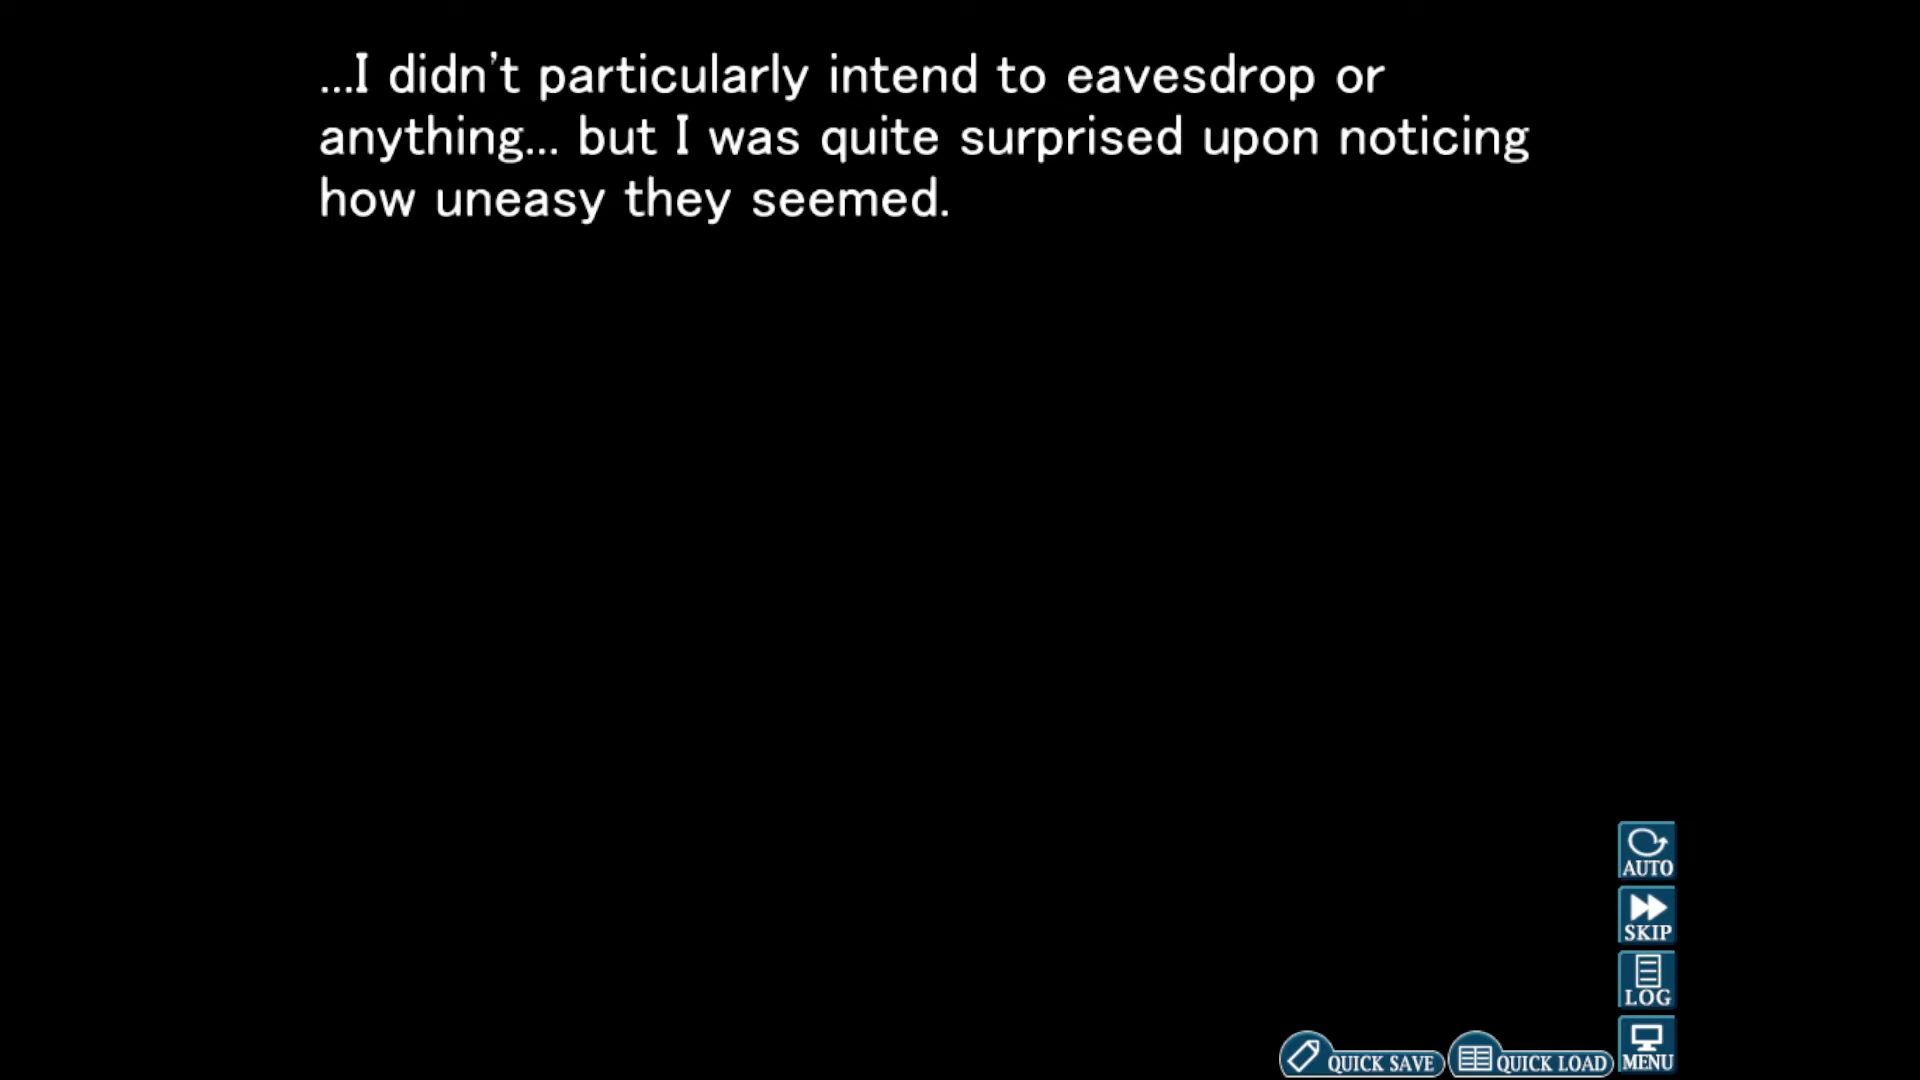 ...I didn't particularly intend to eavesdrop or
anything... but I was quite surprised upon noticing
how uneasy they seemed.
AUTO
SKIP
LOG
QUICK SAVE
QUICK LOAD
MENU